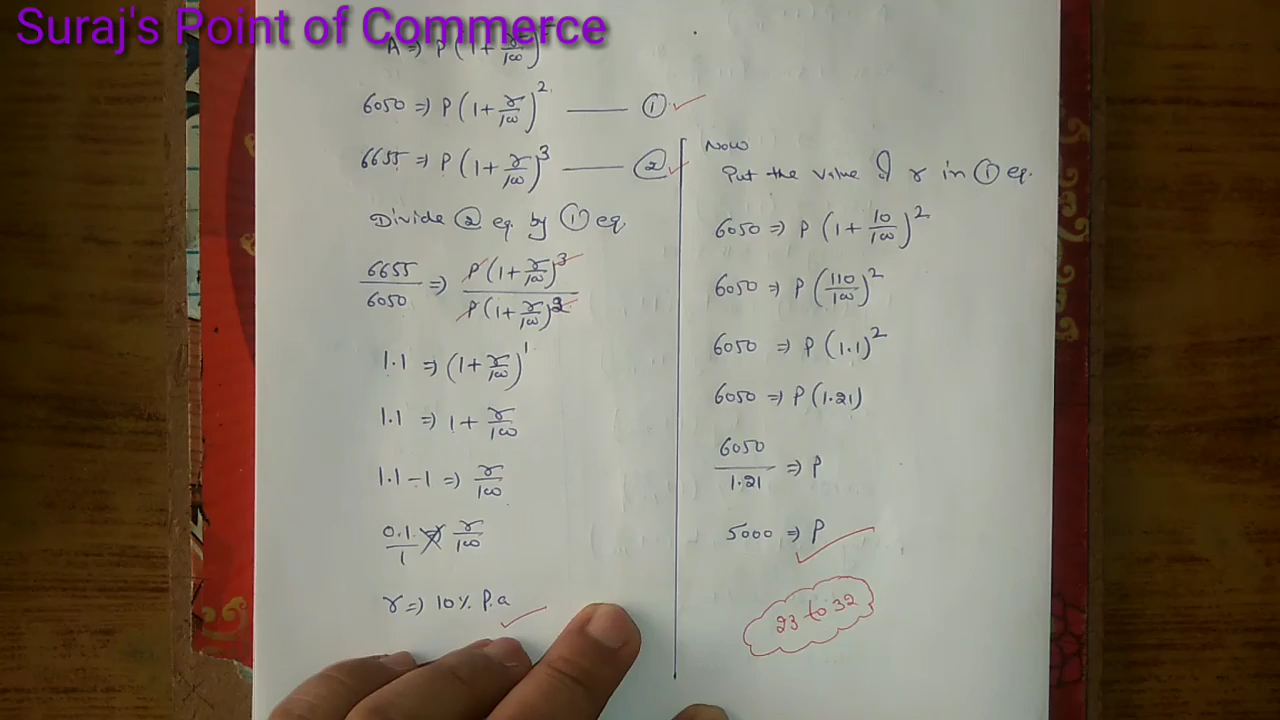 Suraj's Point of Commerce
A ⇒ P(1 + r/100)
6050 ⇒ P(1 + r/100)^2 —— ①
6655 ⇒ P(1 + r/100)^3 —— ②
Divide ② eq. by ① eq.
6655/6050 ⇒ P(1 + r/100)^3 / P(1 + r/100)^2
1.1 ⇒ (1 + r/100)^1
1.1 ⇒ 1 + r/100
1.1 - 1 ⇒ r/100
0.1/1 ⇒ r/100
r ⇒ 10% P.a
Now
Put the value of r in ① eq.
6050 ⇒ P(1 + 10/100)^2
6050 ⇒ P(110/100)^2
6050 ⇒ P(1.1)^2
6050 ⇒ P(1.21)
6050/1.21 ⇒ P
5000 ⇒ P
23 to 32